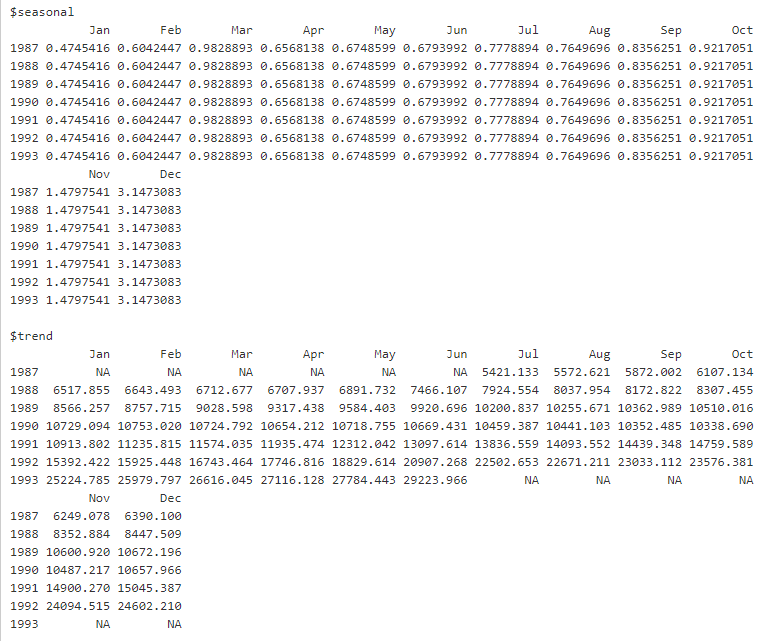 $seasonal
Jan Feb Mar Apr May Jun Jul Aug Sep Oct
1987 0.4745416 0.6042447 0.9828893 0.6568138 0.6748599 0.6793992 0.7778894 0.7649696 0.8356251 0.9217051
1988 0.4745416 0.6042447 0.9828893 0.6568138 0.6748599 0.6793992 0.7778894 0.7649696 0.8356251 0.9217051
1989 0.4745416 0.6042447 0.9828893 0.6568138 0.6748599 0.6793992 0.7778894 0.7649696 0.8356251 0.9217051
1990 0.4745416 0.6042447 0.9828893 0.6568138 0.6748599 0.6793992 0.7778894 0.7649696 0.8356251 0.9217051
1991 0.4745416 0.6042447 0.9828893 0.6568138 0.6748599 0.6793992 0.7778894 0.7649696 0.8356251 0.9217051
1992 0.4745416 0.6042447 0.9828893 0.6568138 0.6748599 0.6793992 0.7778894 0.7649696 0.8356251 0.9217051
1993 0.4745416 0.6042447 0.9828893 0.6568138 0.6748599 0.6793992 0.7778894 0.7649696 0.8356251 0.9217051
Nov Dec
1987 1.4797541 3.1473083
1988 1.4797541 3.1473083
1989 1.4797541 3.1473083
1990 1.4797541 3.1473083
1991 1.4797541 3.1473083
1992 1.4797541 3.1473083
1993 1.4797541 3.1473083
$trend
Jan Feb Mar Apr May Jun Jul Aug Sep Oct
1987 NA NA NA NA NA NA 5421.133 5572.621 5872.002 6107.134
1988 6517.855 6643.493 6712.677 6707.937 6891.732 7466.107 7924.554 8037.954 8172.822 8307.455
1989 8566.257 8757.715 9028.598 9317.438 9584.403 9920.696 10200.837 10255.671 10362.989 10510.016
1990 10729.094 10753.020 10724.792 10654.212 10718.755 10669.431 10459.387 10441.103 10352.485 10338.690
1991 10913.802 11235.815 11574.035 11935.474 12312.042 13097.614 13836.559 14093.552 14439.348 14759.589
1992 15392.422 15925.448 16743.464 17746.816 18829.614 20907.268 22502.653 22671.211 23033.112 23576.381
1993 25224.785 25979.797 26616.045 27116.128 27784.443 29223.966 NA NA NA NA
Nov Dec
1987 6249.078 6390.100
1988 8352.884 8447.509
1989 10600.920 10672.196
1990 10487.217 10657.966
1991 14900.270 15045.387
1992 24094.515 24602.210
1993 NA NA